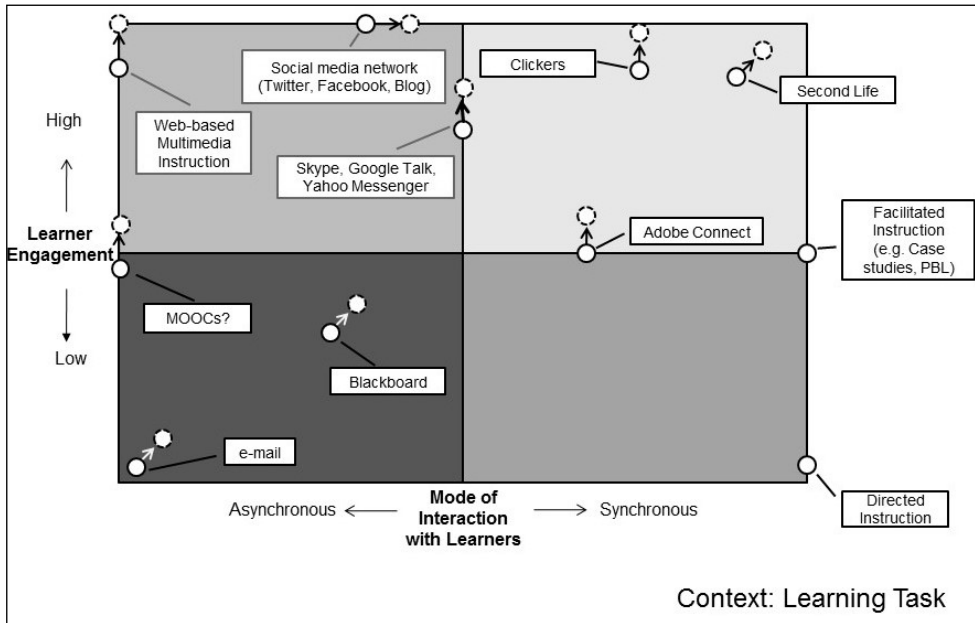 Social media network
(Twitter, Facebook, Blog)
Clickers
Second Life
High
Web-based
Multimedia
Instruction
Skype, Google Talk,
Yahoo Messenger
Learner
Engagement
Adobe Connect
Facilitated
Instruction
(e.g. Case
studies, PBL)
MOOCs?
Low
Blackboard
e-mail
Asynchronous
Mode of
Interaction
with Learners
Synchronous
Directed
Instruction
Context: Learning Task